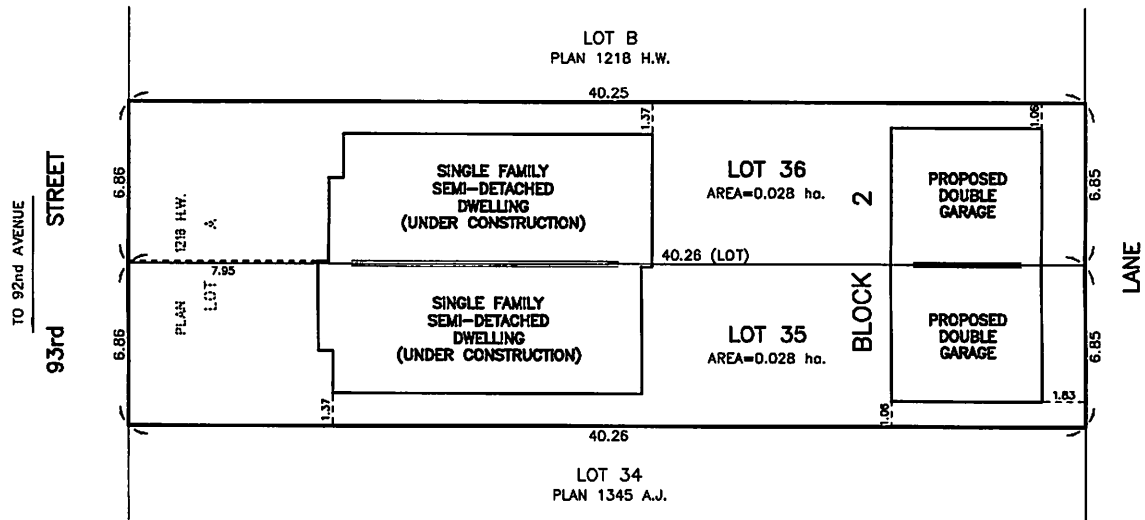 LOT B
PLAN 1218 H.W.
40.25
1.37
1.06
6.86
6.85
TO 92nd AVENUE
93rd STREET
PLAN 1218 H.W.
LOT A
7.95
SINGLE FAMILY
SEMI-DETACHED
DWELLING
(UNDER CONSTRUCTION)
LOT 36
AREA=0.028 ha.
BLOCK 2
PROPOSED
DOUBLE
GARAGE
40.26 (LOT)
LANE
SINGLE FAMILY
SEMI-DETACHED
DWELLING
(UNDER CONSTRUCTION)
LOT 35
AREA=0.028 ha.
PROPOSED
DOUBLE
GARAGE
6.86
6.85
1.83
1.37
1.06
40.26
LOT 34
PLAN 1345 A.J.